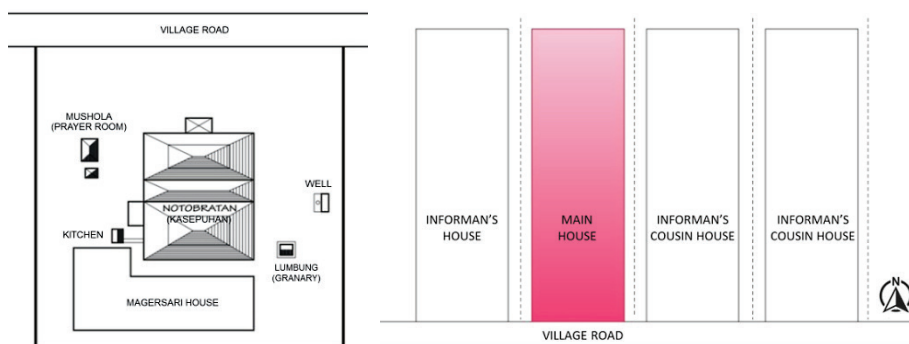 VILLAGE ROAD
MUSHOLA
(PRAYER ROOM)
WELL
NOTOBRATAN
(KASEPUHAN)
KITCHEN
LUMBUNG
(GRANARY)
MAGERSARI HOUSE
INFORMAN'S
HOUSE
MAIN
HOUSE
INFORMAN'S
COUSIN HOUSE
INFORMAN'S
COUSIN HOUSE
N
VILLAGE ROAD